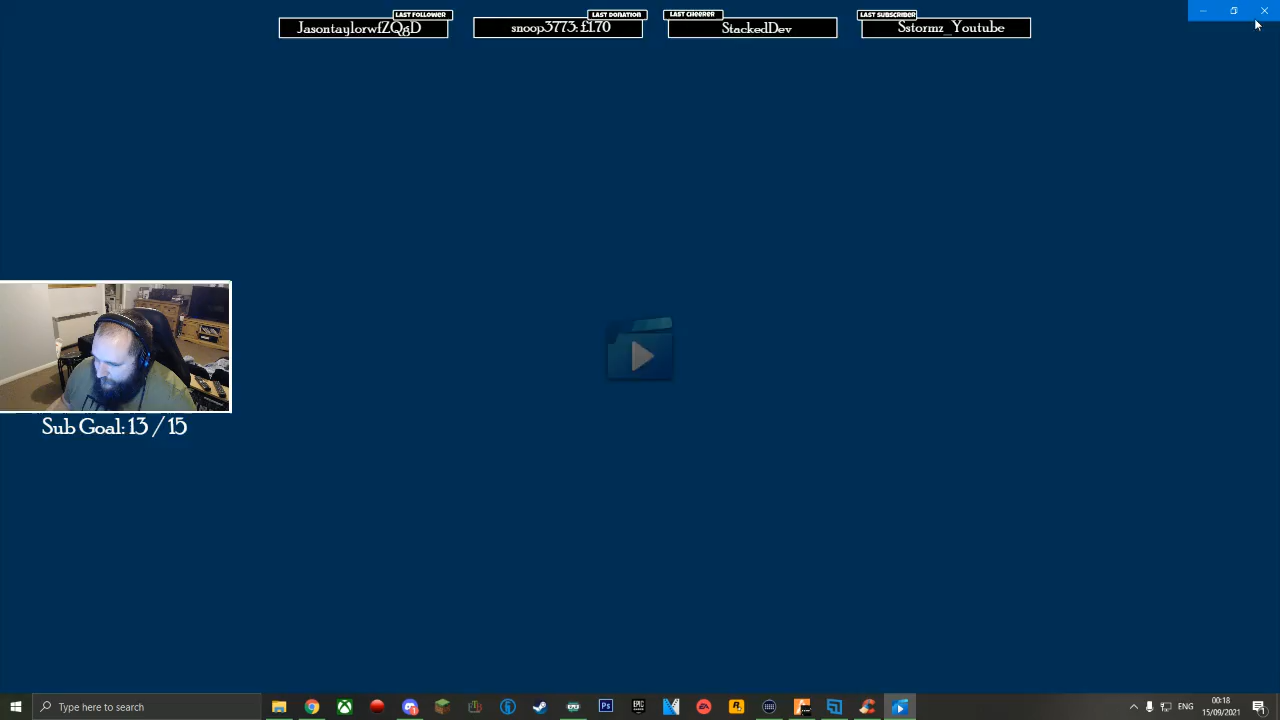 LAST FOLLOWER
JasontaylorwfZQgD
LAST DONATION
snoop3773: £1.70
LAST CHEERER
StackedDev
LAST SUBSCRIBER
Sstormz_Youtube
Sub Goal: 13 / 15
Type here to search
ENG
00:18
15/09/2021